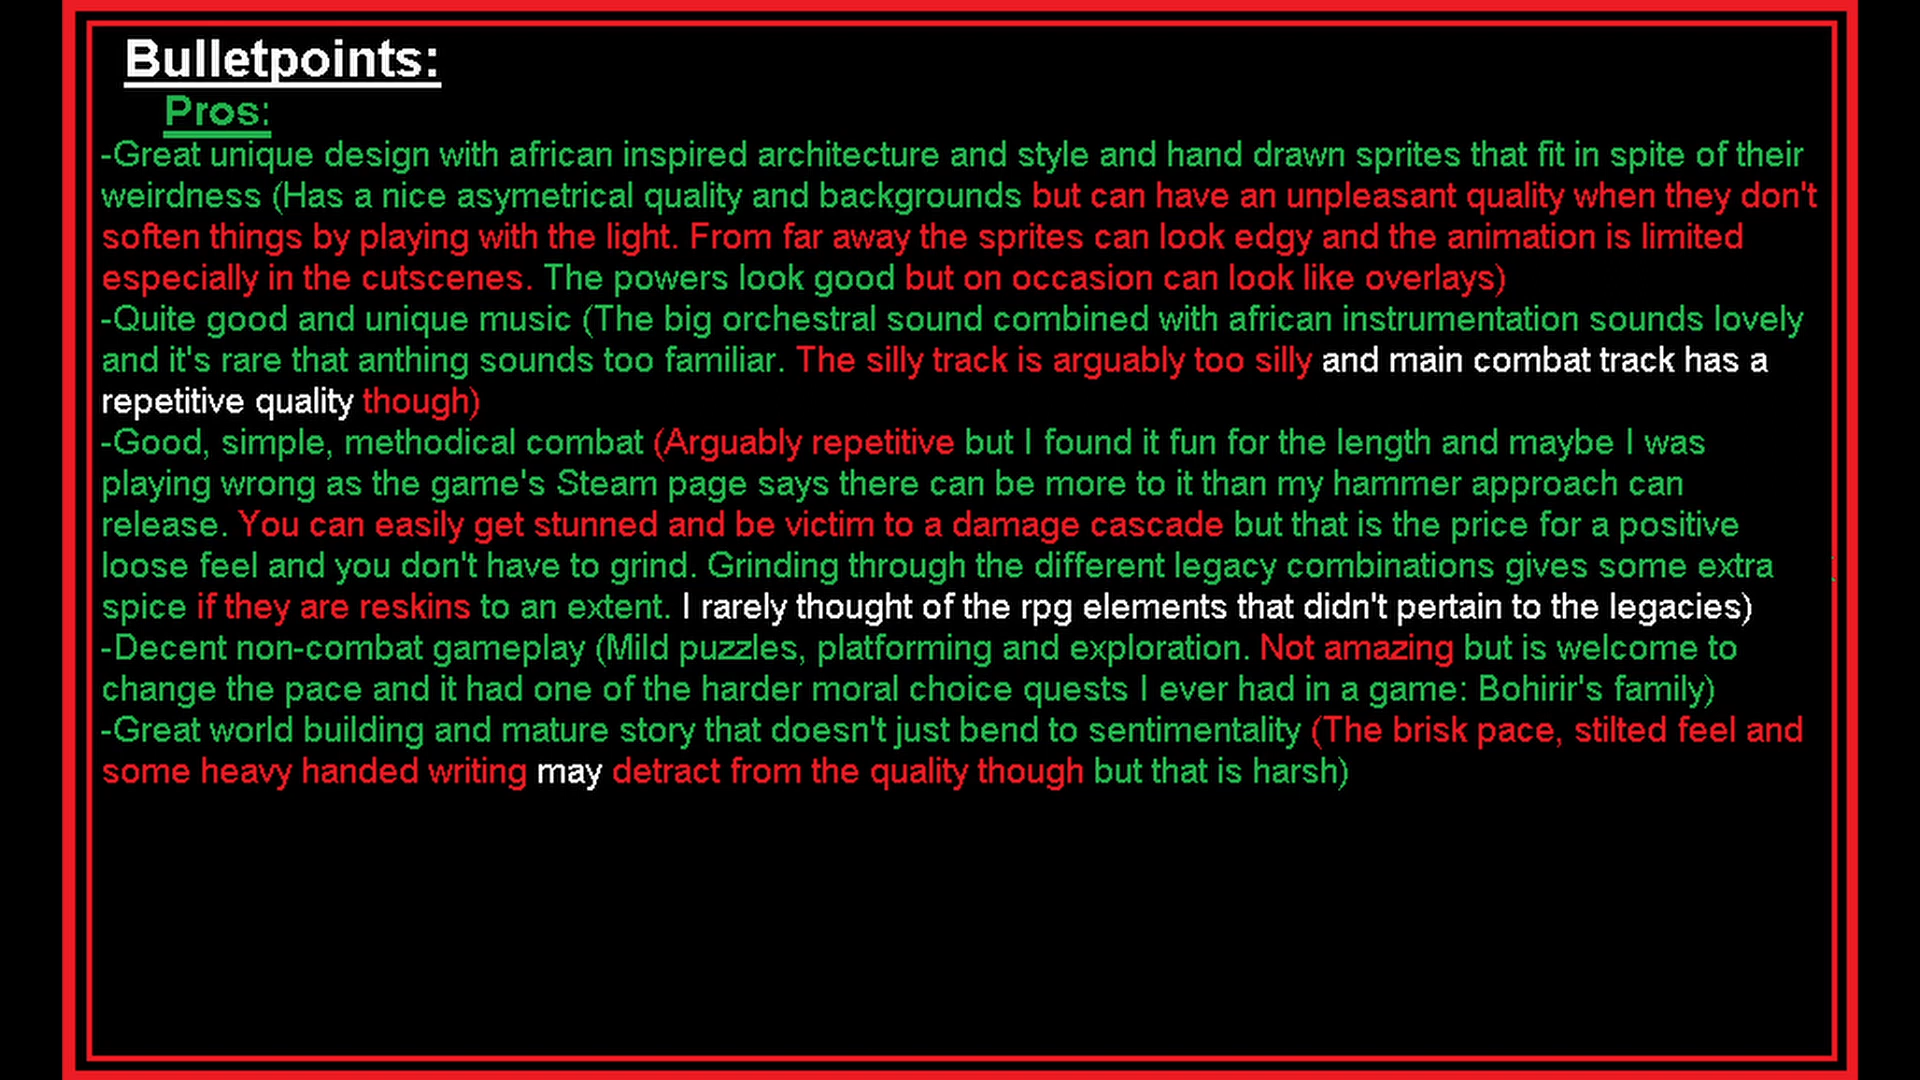 Bulletpoints:
Pros:
-Great unique design with african inspired architecture and style and hand drawn sprites that fit in spite of their
weirdness (Has a nice asymetrical quality and backgrounds but can have an unpleasant quality when they don't
soften things by playing with the light. From far away the sprites can look edgy and the animation is limited
especially in the cutscenes. The powers look good but on occasion can look like overlays)
-Quite good and unique music (The big orchestral sound combined with african instrumentation sounds lovely
and it's rare that anthing sounds too familiar. The silly track is arguably too silly and main combat track has a
repetitive quality though)
-Good, simple, methodical combat (Arguably repetitive but I found it fun for the length and maybe I was
playing wrong as the game's Steam page says there can be more to it than my hammer approach can
release. You can easily get stunned and be victim to a damage cascade but that is the price for a positive
loose feel and you don't have to grind. Grinding through the different legacy combinations gives some extra
spice if they are reskins to an extent. I rarely thought of the rpg elements that didn't pertain to the legacies)
-Decent non-combat gameplay (Mild puzzles, platforming and exploration. Not amazing but is welcome to
change the pace and it had one of the harder moral choice quests I ever had in a game: Bohirir's family)
-Great world building and mature story that doesn't just bend to sentimentality (The brisk pace, stilted feel and
some heavy handed writing may detract from the quality though but that is harsh)